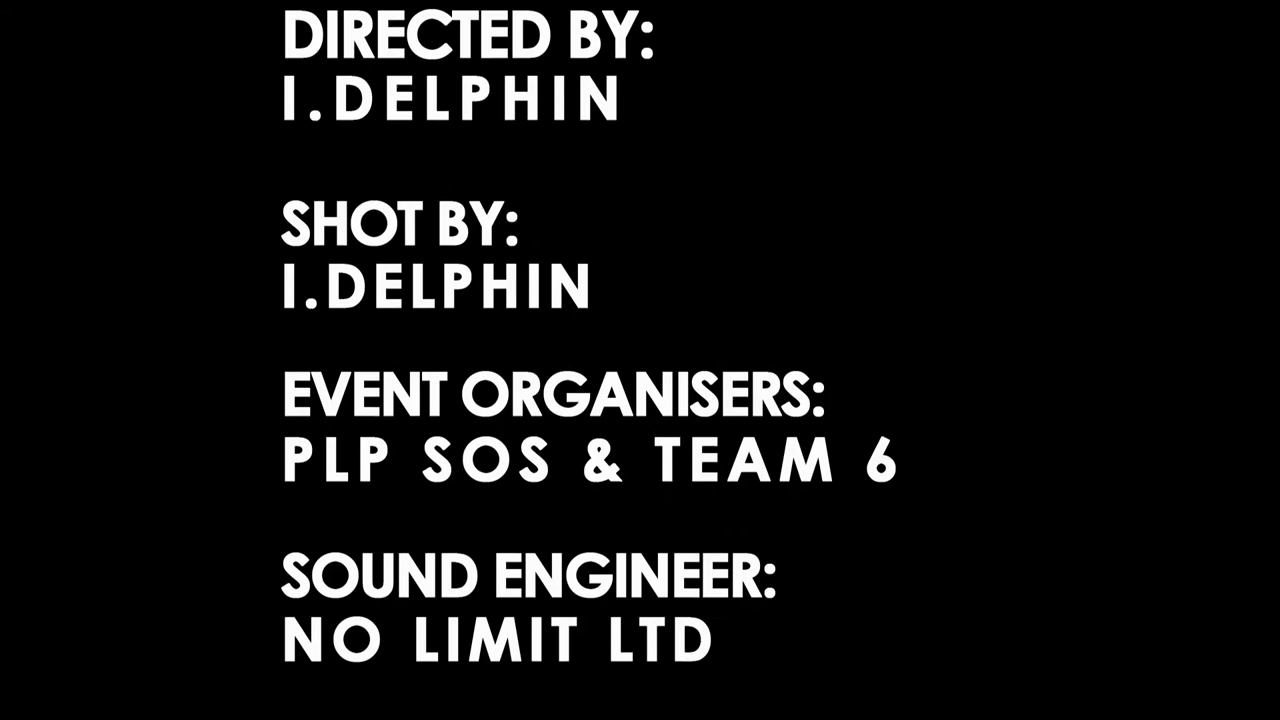 DIRECTED BY:
I.DELPHIN
SHOT BY:
I.DELPHIN
EVENT ORGANISERS:
PLP SOS & TEAM 6
SOUND ENGINEER:
NO LIMIT LTD